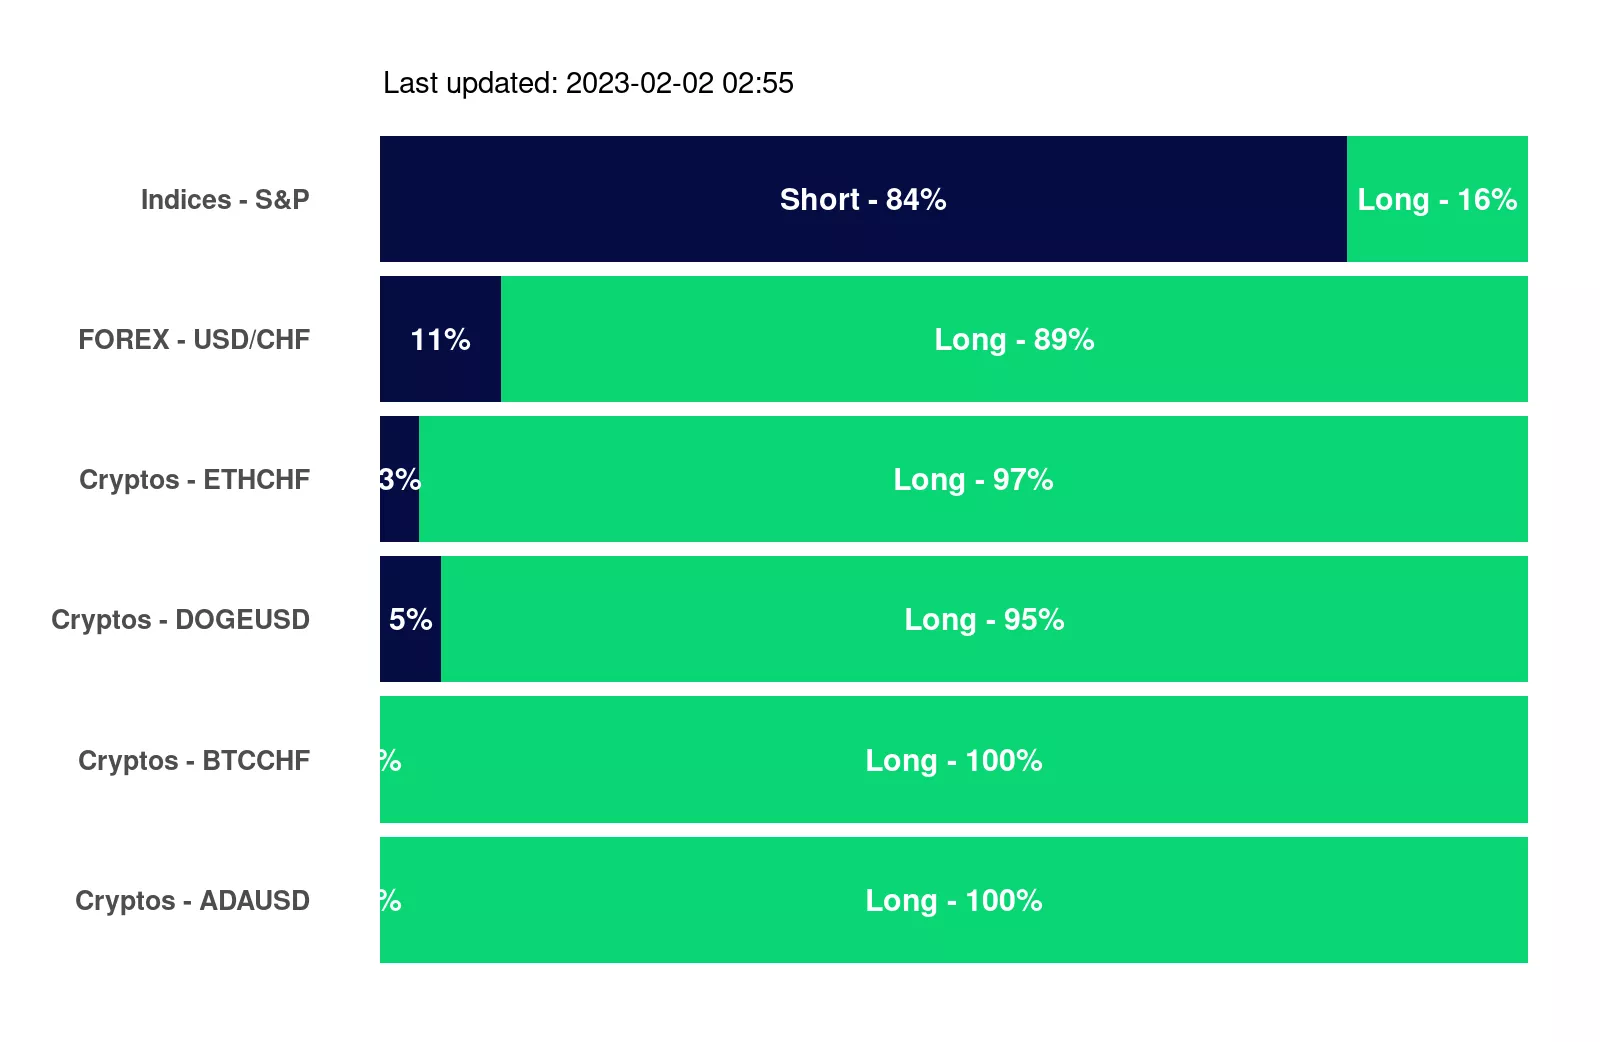 Last updated: 2023-02-02 02:55
Indices - S&P Short - 84% Long - 16%
FOREX - USD/CHF 11% Long - 89%
Cryptos - ETHCHF 3% Long - 97%
Cryptos - DOGEUSD 5% Long - 95%
Cryptos - BTCCHF % Long - 100%
Cryptos - ADAUSD % Long - 100%